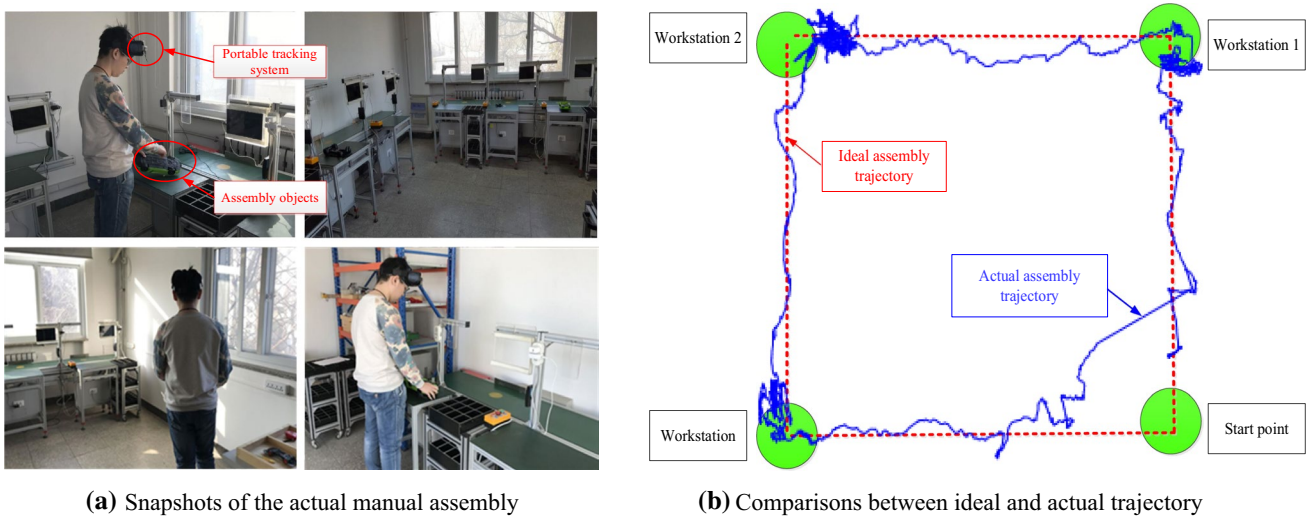 Portable tracking
system
Assembly objects
Workstation 2
Workstation 1
Ideal assembly
trajectory
Actual assembly
trajectory
Workstation
Start point
(a) Snapshots of the actual manual assembly
(b) Comparisons between ideal and actual trajectory